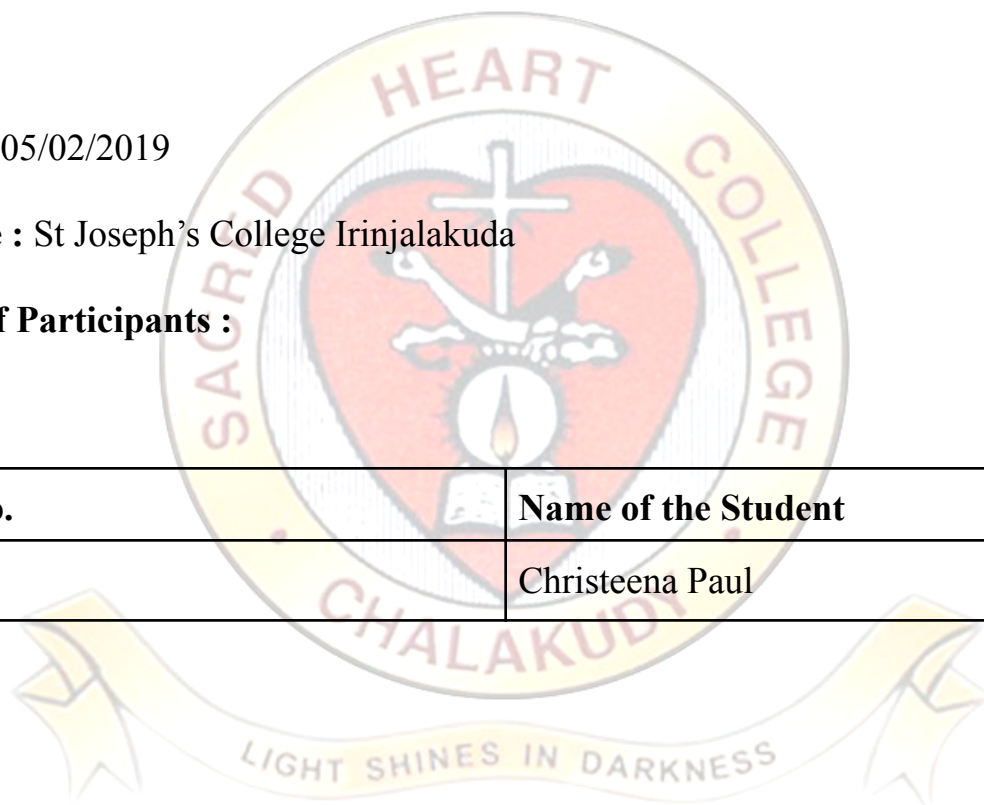 05/02/2019
: St Joseph’s College Irinjalakuda
f Participants :
Name of the Student
Christeena Paul
SACRED HEART COLLEGE
CHALAKUDY
LIGHT SHINES IN DARKNESS